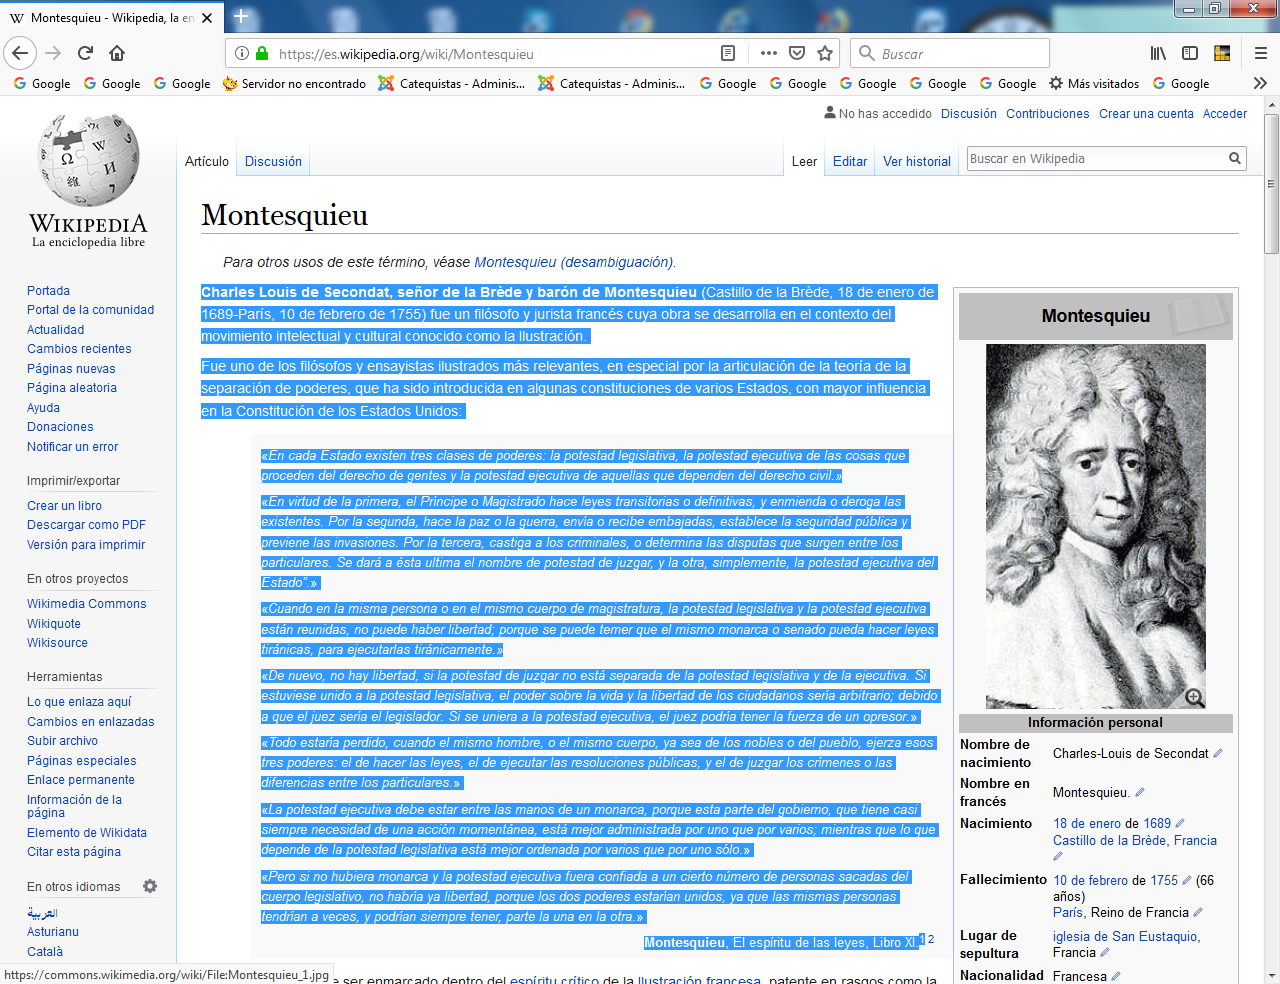 Montesquieu - Wikipedia, la en
https://es.wikipedia.org/wiki/Montesquieu
Buscar
Google
Google
Google
Servidor no encontrado
Catequistas - Adminis...
Catequistas - Adminis...
Google
Google
Google
Google
Google
Más visitados
Google
No has accedido
Discusión
Contribuciones
Crear una cuenta
Acceder
WIKIPEDIA
La enciclopedia libre
Artículo
Discusión
Leer
Editar
Ver historial
Buscar en Wikipedia
Portada
Portal de la comunidad
Actualidad
Cambios recientes
Páginas nuevas
Página aleatoria
Ayuda
Donaciones
Notificar un error
Imprimir/exportar
Crear un libro
Descargar como PDF
Versión para imprimir
En otros proyectos
Wikimedia Commons
Wikiquote
Wikisource
Herramientas
Lo que enlaza aquí
Cambios en enlazadas
Subir archivo
Páginas especiales
Enlace permanente
Información de la
página
Elemento de Wikidata
Citar esta página
En otros idiomas
العربية
Asturianu
Català
https://commons.wikimedia.org/wiki/File:Montesquieu_1.jpg
Montesquieu
Para otros usos de este término, véase Montesquieu (desambiguación).
Charles Louis de Secondat, señor de la Brède y barón de Montesquieu (Castillo de la Brède, 18 de enero de
1689-París, 10 de febrero de 1755) fue un filósofo y jurista francés cuya obra se desarrolla en el contexto del
movimiento intelectual y cultural conocido como la Ilustración.
Fue uno de los filósofos y ensayistas ilustrados más relevantes, en especial por la articulación de la teoría de la
separación de poderes, que ha sido introducida en algunas constituciones de varios Estados, con mayor influencia
en la Constitución de los Estados Unidos:
«En cada Estado existen tres clases de poderes: la potestad legislativa, la potestad ejecutiva de las cosas que
proceden del derecho de gentes y la potestad ejecutiva de aquellas que dependen del derecho civil.»
«En virtud de la primera, el Príncipe o Magistrado hace leyes transitorias o definitivas, y enmienda o deroga las
existentes. Por la segunda, hace la paz o la guerra, envía o recibe embajadas, establece la seguridad pública y
previene las invasiones. Por la tercera, castiga a los criminales, o determina las disputas que surgen entre los
particulares. Se dará a ésta ultima el nombre de potestad de juzgar, y la otra, simplemente, la potestad ejecutiva del
Estado”.»
«Cuando en la misma persona o en el mismo cuerpo de magistratura, la potestad legislativa y la potestad ejecutiva
están reunidas, no puede haber libertad; porque se puede temer que el mismo monarca o senado pueda hacer leyes
tiránicas, para ejecutarlas tiránicamente.»
«De nuevo, no hay libertad, si la potestad de juzgar no está separada de la potestad legislativa y de la ejecutiva. Si
estuviese unido a la potestad legislativa, el poder sobre la vida y la libertad de los ciudadanos sería arbitrario; debido
a que el juez sería el legislador. Si se uniera a la potestad ejecutiva, el juez podría tener la fuerza de un opresor.»
«Todo estaría perdido, cuando el mismo hombre, o el mismo cuerpo, ya sea de los nobles o del pueblo, ejerza esos
tres poderes: el de hacer las leyes, el de ejecutar las resoluciones públicas, y el de juzgar los crímenes o las
diferencias entre los particulares.»
«La potestad ejecutiva debe estar entre las manos de un monarca, porque esta parte del gobierno, que tiene casi
siempre necesidad de una acción momentánea, está mejor administrada por uno que por varios; mientras que lo que
depende de la potestad legislativa está mejor ordenada por varios que por uno sólo.»
«Pero si no hubiera monarca y la potestad ejecutiva fuera confiada a un cierto número de personas sacadas del
cuerpo legislativo, no habría ya libertad, porque los dos poderes estarían unidos, ya que las mismas personas
tendrían a veces, y podrían siempre tener, parte la una en la otra.»
Montesquieu, El espíritu de las leyes, Libro XI.1 2
e ser enmarcado dentro del espíritu crítico de la Ilustración francesa, patente en rasgos como la
Montesquieu
Información personal
Nombre de nacimiento Charles-Louis de Secondat
Nombre en francés Montesquieu.
Nacimiento 18 de enero de 1689
Castillo de la Brède, Francia
Fallecimiento 10 de febrero de 1755 (66
años)
París, Reino de Francia
Lugar de sepultura iglesia de San Eustaquio,
Francia
Nacionalidad Francesa